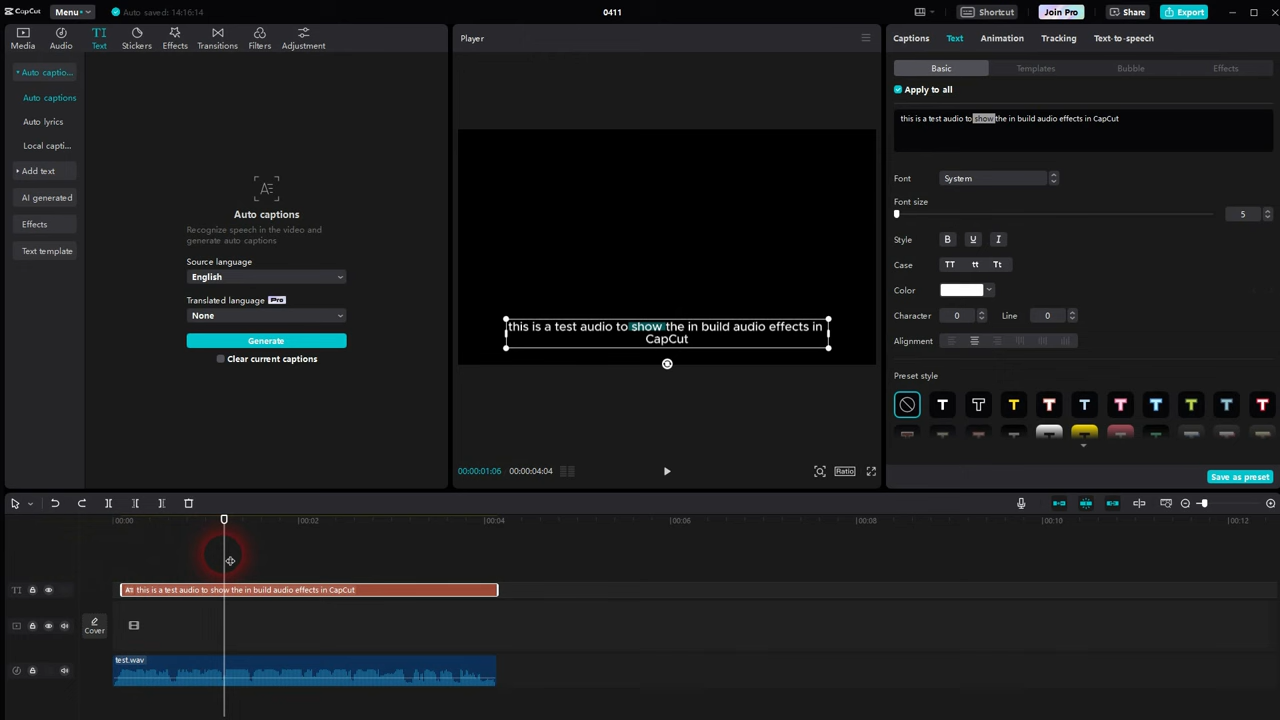 CapCut
Menu
Auto saved: 14:16:14
0411
Shortcut
Join Pro
Share
Export
Media
Audio
TI
Text
Stickers
Effects
Transitions
Filters
Adjustment
Auto captio...
Auto captions
Auto lyrics
Local capti...
Add text
AI generated
Effects
Text template
Auto captions
Recognize speech in the video and
generate auto captions
Source language
English
Translated language Pro
None
Generate
Clear current captions
Player
this is a test audio to show the in build audio effects in
CapCut
00:00:01:06
00:00:04:04
Ratio
Captions
Text
Animation
Tracking
Text-to-speech
Basic
Templates
Bubble
Effects
Apply to all
this is a test audio to show the in build audio effects in CapCut
Font
System
Font size
5
Style
B U I
Case
TT tt Tt
Color
Character
0
Line
0
Alignment
Preset style
T T T T T T T T T T
Save as preset
00:00
00:02
00:04
00:06
00:08
00:10
00:12
TI
this is a test audio to show the in build audio effects in CapCut
Cover
test.wav